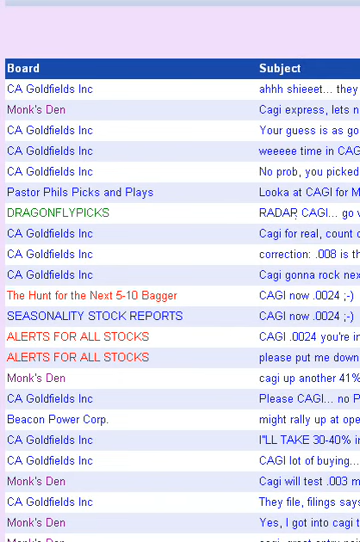 Board Subject
CA Goldfields Inc ahhh shieeet... they
Monk's Den Cagi express, lets n
CA Goldfields Inc Your guess is as go
CA Goldfields Inc weeeee time in CAG
CA Goldfields Inc No prob, you picked
Pastor Phils Picks and Plays Looka at CAGI for M
DRAGONFLYPICKS RADAR, CAGI... go
CA Goldfields Inc Cagi for real, count
CA Goldfields Inc correction: .008 is th
CA Goldfields Inc Cagi gonna rock nex
The Hunt for the Next 5-10 Bagger CAGI now .0024 ;-)
SEASONALITY STOCK REPORTS CAGI now .0024 ;-)
ALERTS FOR ALL STOCKS CAGI .0024 you're i
ALERTS FOR ALL STOCKS please put me down
Monk's Den cagi up another 41%
CA Goldfields Inc Please CAGI... no P
Beacon Power Corp. might rally up at ope
CA Goldfields Inc I"LL TAKE 30-40% i
CA Goldfields Inc CAGI lot of buying...
Monk's Den Cagi will test .003 m
CA Goldfields Inc They file, filings says
Monk's Den Yes, I got into cagi t